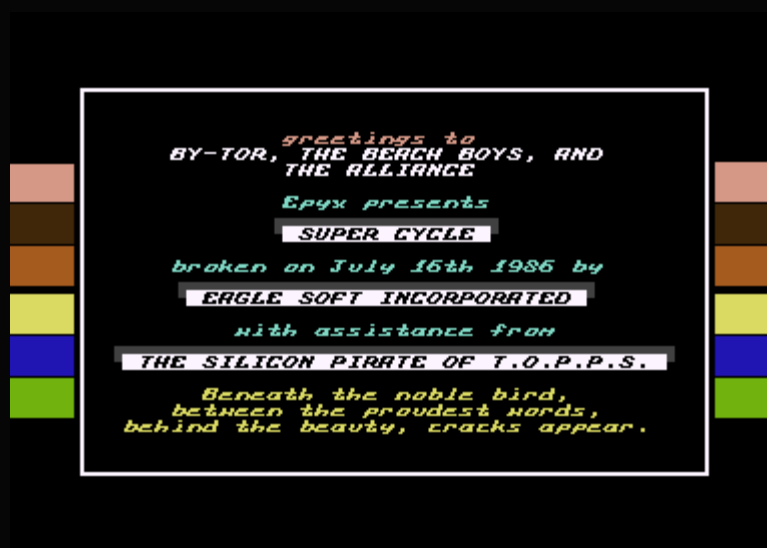 greetings to
BY-TOR, THE BEACH BOYS, AND
THE ALLIANCE
Epyx presents
SUPER CYCLE
broken on July 16th 1986 by
EAGLE SOFT INCORPORATED
with assistance from
THE SILICON PIRATE OF T.O.P.P.S.
Beneath the noble bird,
between the proudest words,
behind the beauty, cracks appear.